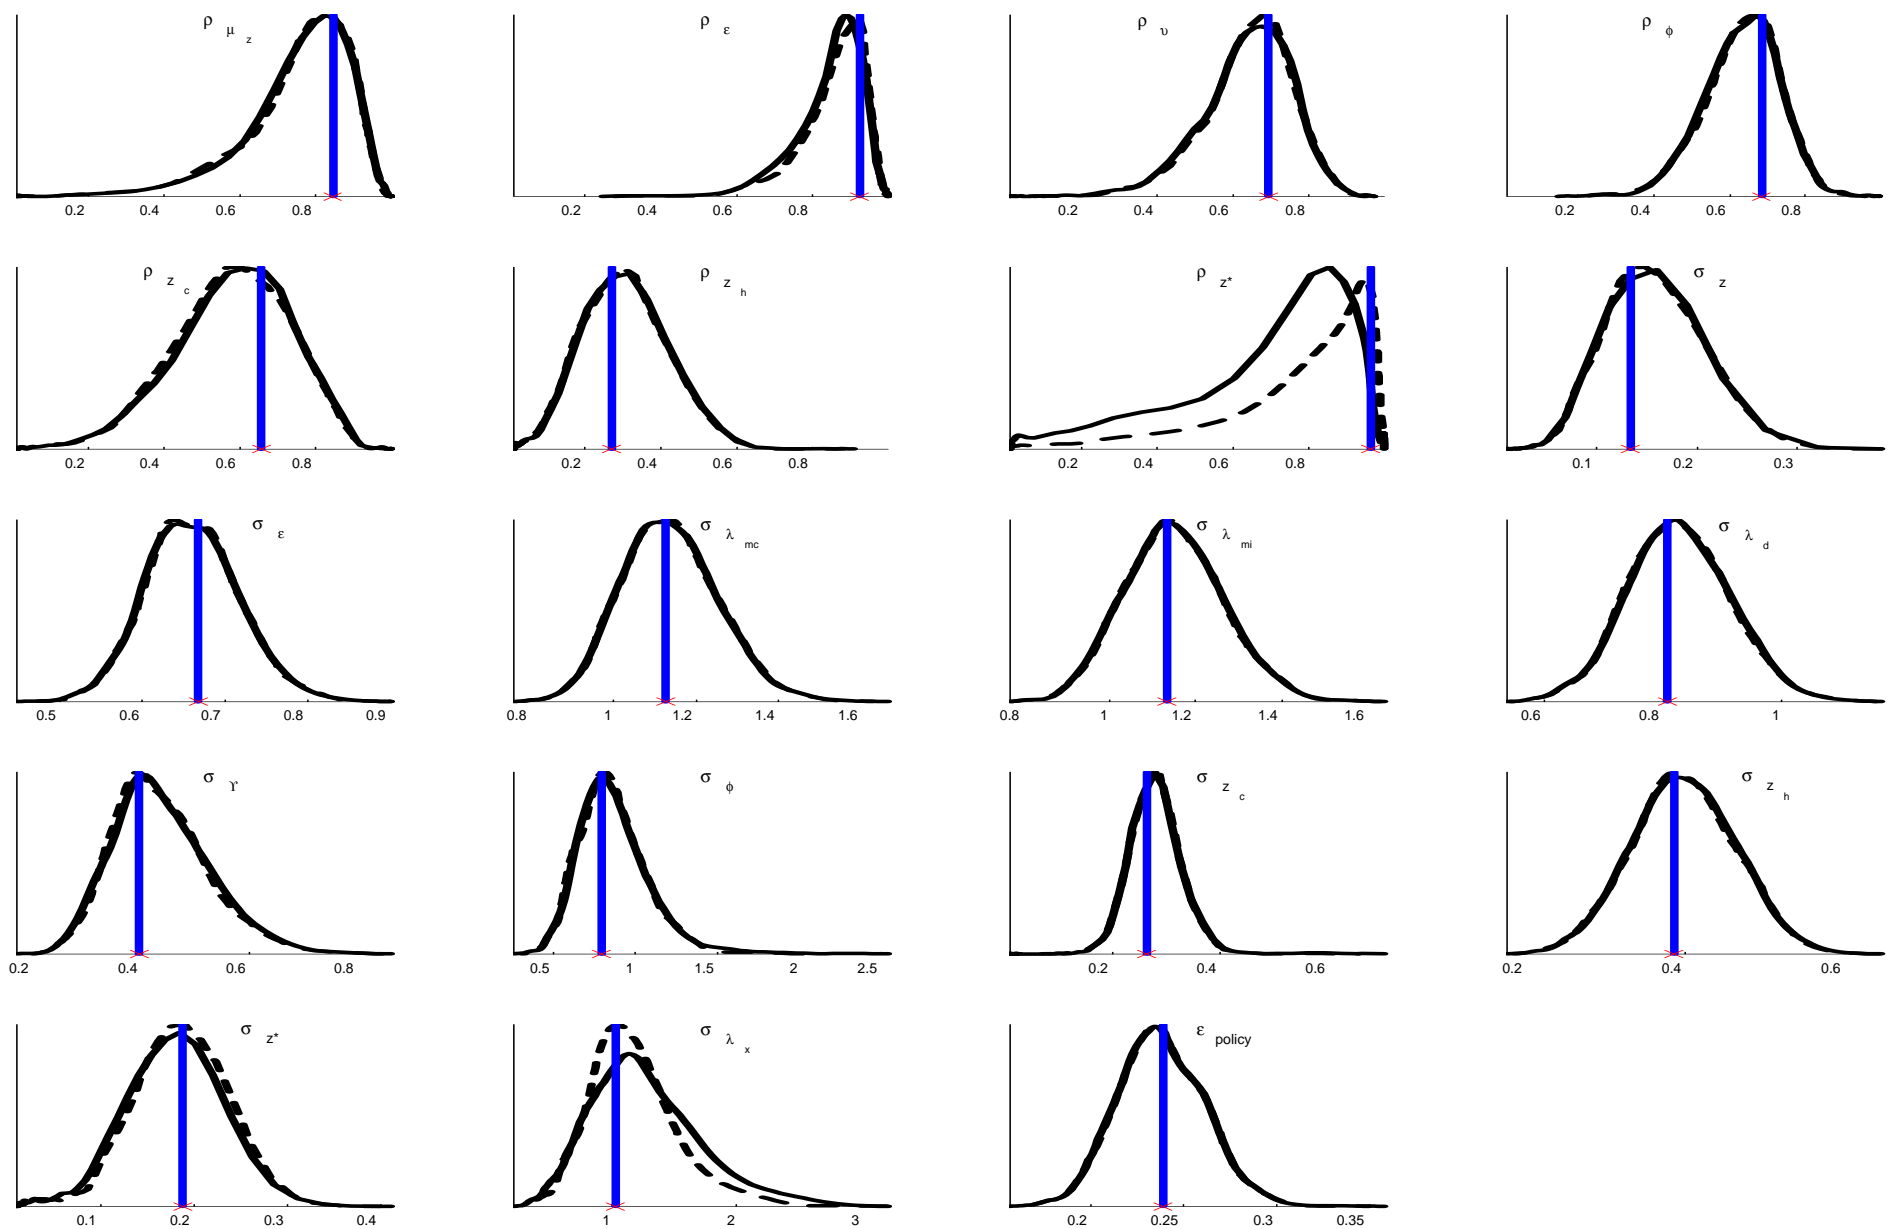 ρ μ z ρ ε ρ υ ρ ϕ
0.2 0.4 0.6 0.8 0.2 0.4 0.6 0.8 0.2 0.4 0.6 0.8 0.2 0.4 0.6 0.8
ρ z c ρ z h ρ z* σ z
0.2 0.4 0.6 0.8 0.2 0.4 0.6 0.8 0.2 0.4 0.6 0.8 0.1 0.2 0.3
σ ε σ λ mc σ λ mi σ λ d
0.5 0.6 0.7 0.8 0.9 0.8 1 1.2 1.4 1.6 0.8 1 1.2 1.4 1.6 0.6 0.8 1
σ ϒ σ ϕ σ z c σ z h
0.2 0.4 0.6 0.8 0.5 1 1.5 2 2.5 0.2 0.4 0.6 0.2 0.4 0.6
σ z* σ λ x ε policy
0.1 0.2 0.3 0.4 1 2 3 0.2 0.25 0.3 0.35